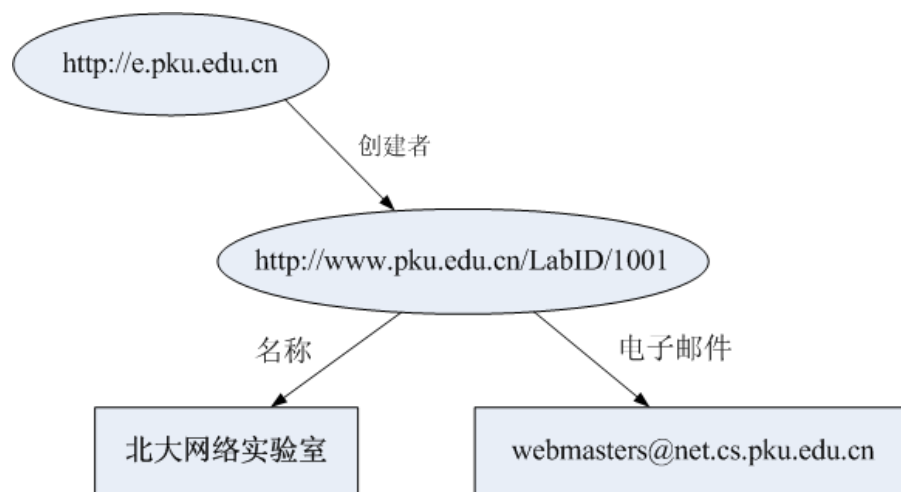 http://e.pku.edu.cn
创建者
http://www.pku.edu.cn/LabID/1001
名称
电子邮件
北大网络实验室
webmasters@net.cs.pku.edu.cn